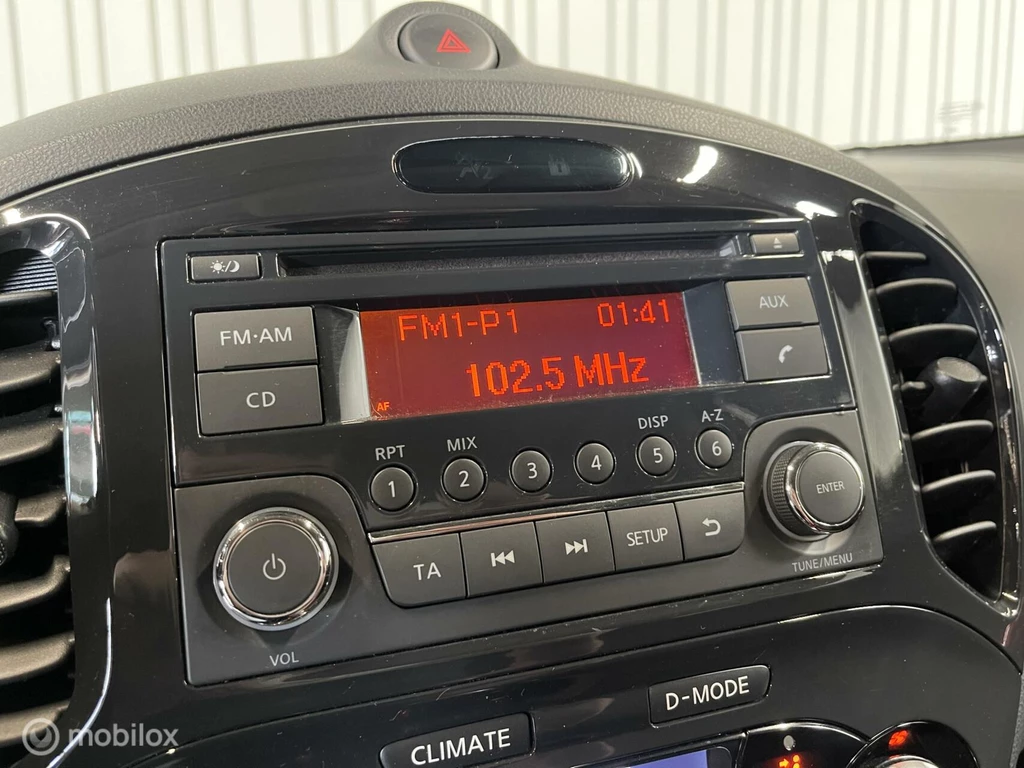 FM·AM
CD
FM1-P1 01:41
102.5 MHz
AF
AUX
RPT MIX DISP A-Z
1 2 3 4 5 6
TA SETUP
VOL
ENTER
TUNE/MENU
CLIMATE D-MODE
mobilox